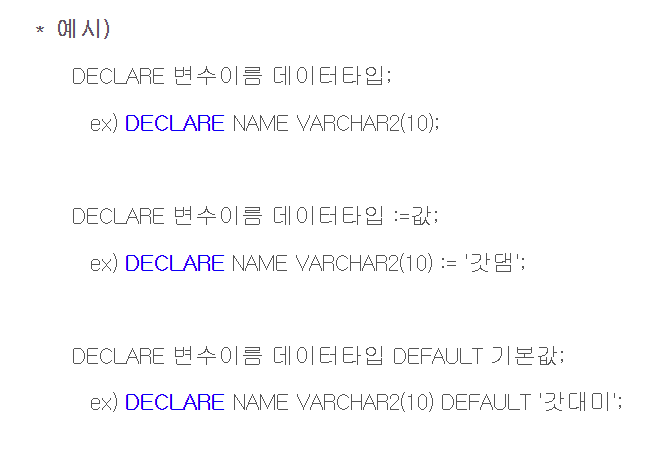 * 예시)
DECLARE 변수이름 데이터타입;
ex) DECLARE NAME VARCHAR2(10);
DECLARE 변수이름 데이터타입 :=값;
ex) DECLARE NAME VARCHAR2(10) := '갓댐';
DECLARE 변수이름 데이터타입 DEFAULT 기본값;
ex) DECLARE NAME VARCHAR2(10) DEFAULT '갓대미';